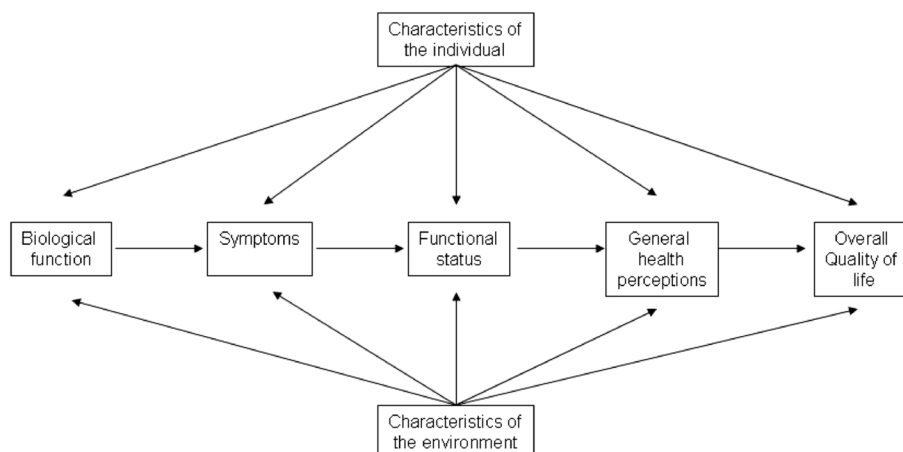 Characteristics of
the individual
Biological
function
Symptoms
Functional
status
General
health
perceptions
Overall
Quality of
life
Characteristics of
the environment